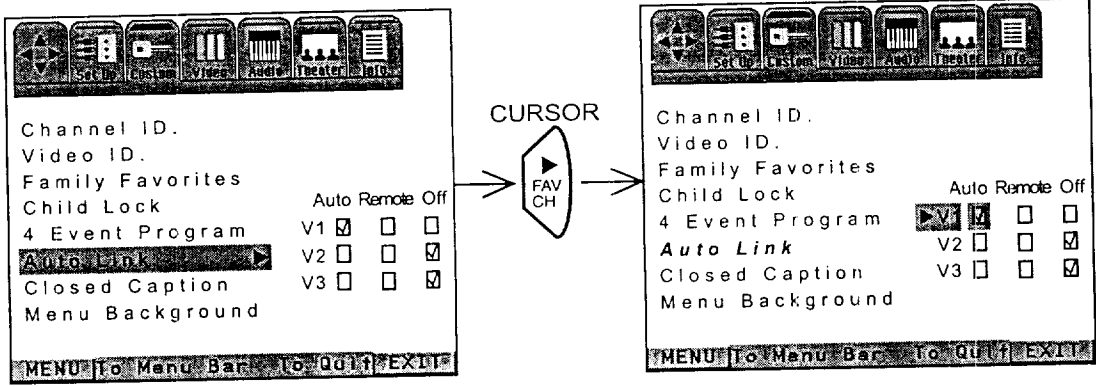 Set Up Custom Video Audio Theater Info
Channel ID.
Video ID.
Family Favorites
Child Lock
4 Event Program
Auto Link
Closed Caption
Menu Background
Auto Remote Off
V1
V2
V3
MENU To Menu Bar To Quit EXIT
CURSOR
FAV
CH
Set Up Custom Video Audio Theater Info
Channel ID.
Video ID.
Family Favorites
Child Lock
4 Event Program
Auto Link
Closed Caption
Menu Background
Auto Remote Off
V1
V2
V3
MENU To Menu Bar To Quit EXIT